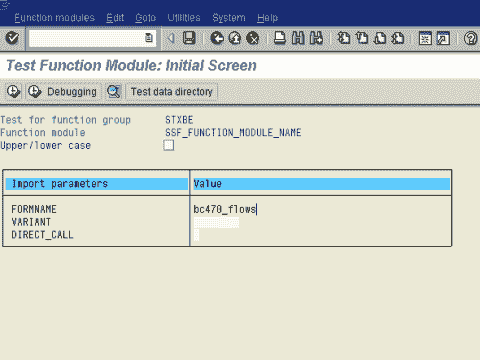 Function modules Edit Goto Utilities System Help
Test Function Module: Initial Screen
Debugging Test data directory
Test for function group STXBE
Function module SSF_FUNCTION_MODULE_NAME
Upper/lower case
Import parameters Value
FORMNAME bc470_flows
VARIANT
DIRECT_CALL